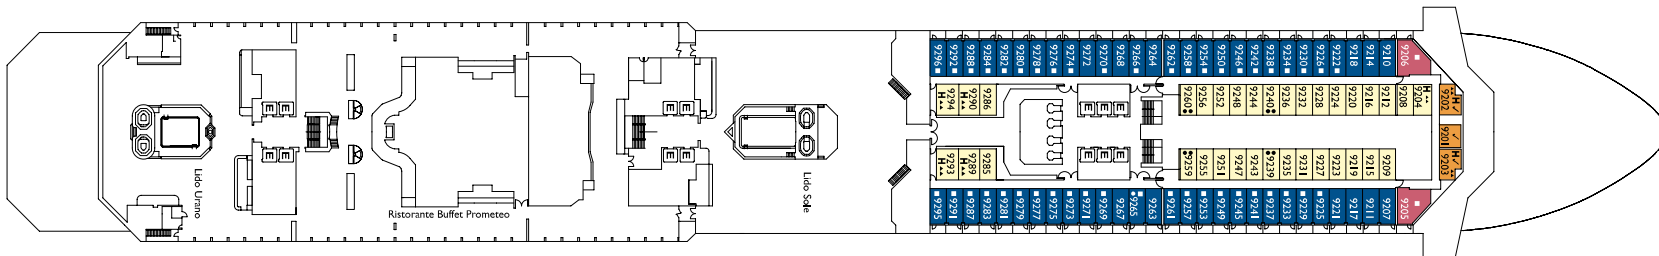 9296 9292 9288 9284 9282 9280 9278 9276 9274 9272 9270 9268 9266 9264 9262 9258 9254 9250 9246 9242 9238 9234 9230 9226 9222 9218 9214 9210 9206
H 9294 H 9290 9286 9260 9256 9252 9248 9244 9240 9236 9232 9228 9224 9220 9216 9212 9208 9204 H 9202 H
E E E E E E E E E
9201
E E E E E E E E E
H 9293 H 9289 9285 9259 9255 9251 9247 9243 9239 9235 9231 9227 9223 9219 9215 9209 9203 H
9295 9291 9287 9283 9281 9279 9277 9275 9273 9271 9269 9267 9265 9263 9261 9257 9253 9249 9245 9241 9237 9233 9229 9225 9221 9217 9211 9207 9205
Lido Urano
Ristorante Buffet Prometeo
Lido Sole